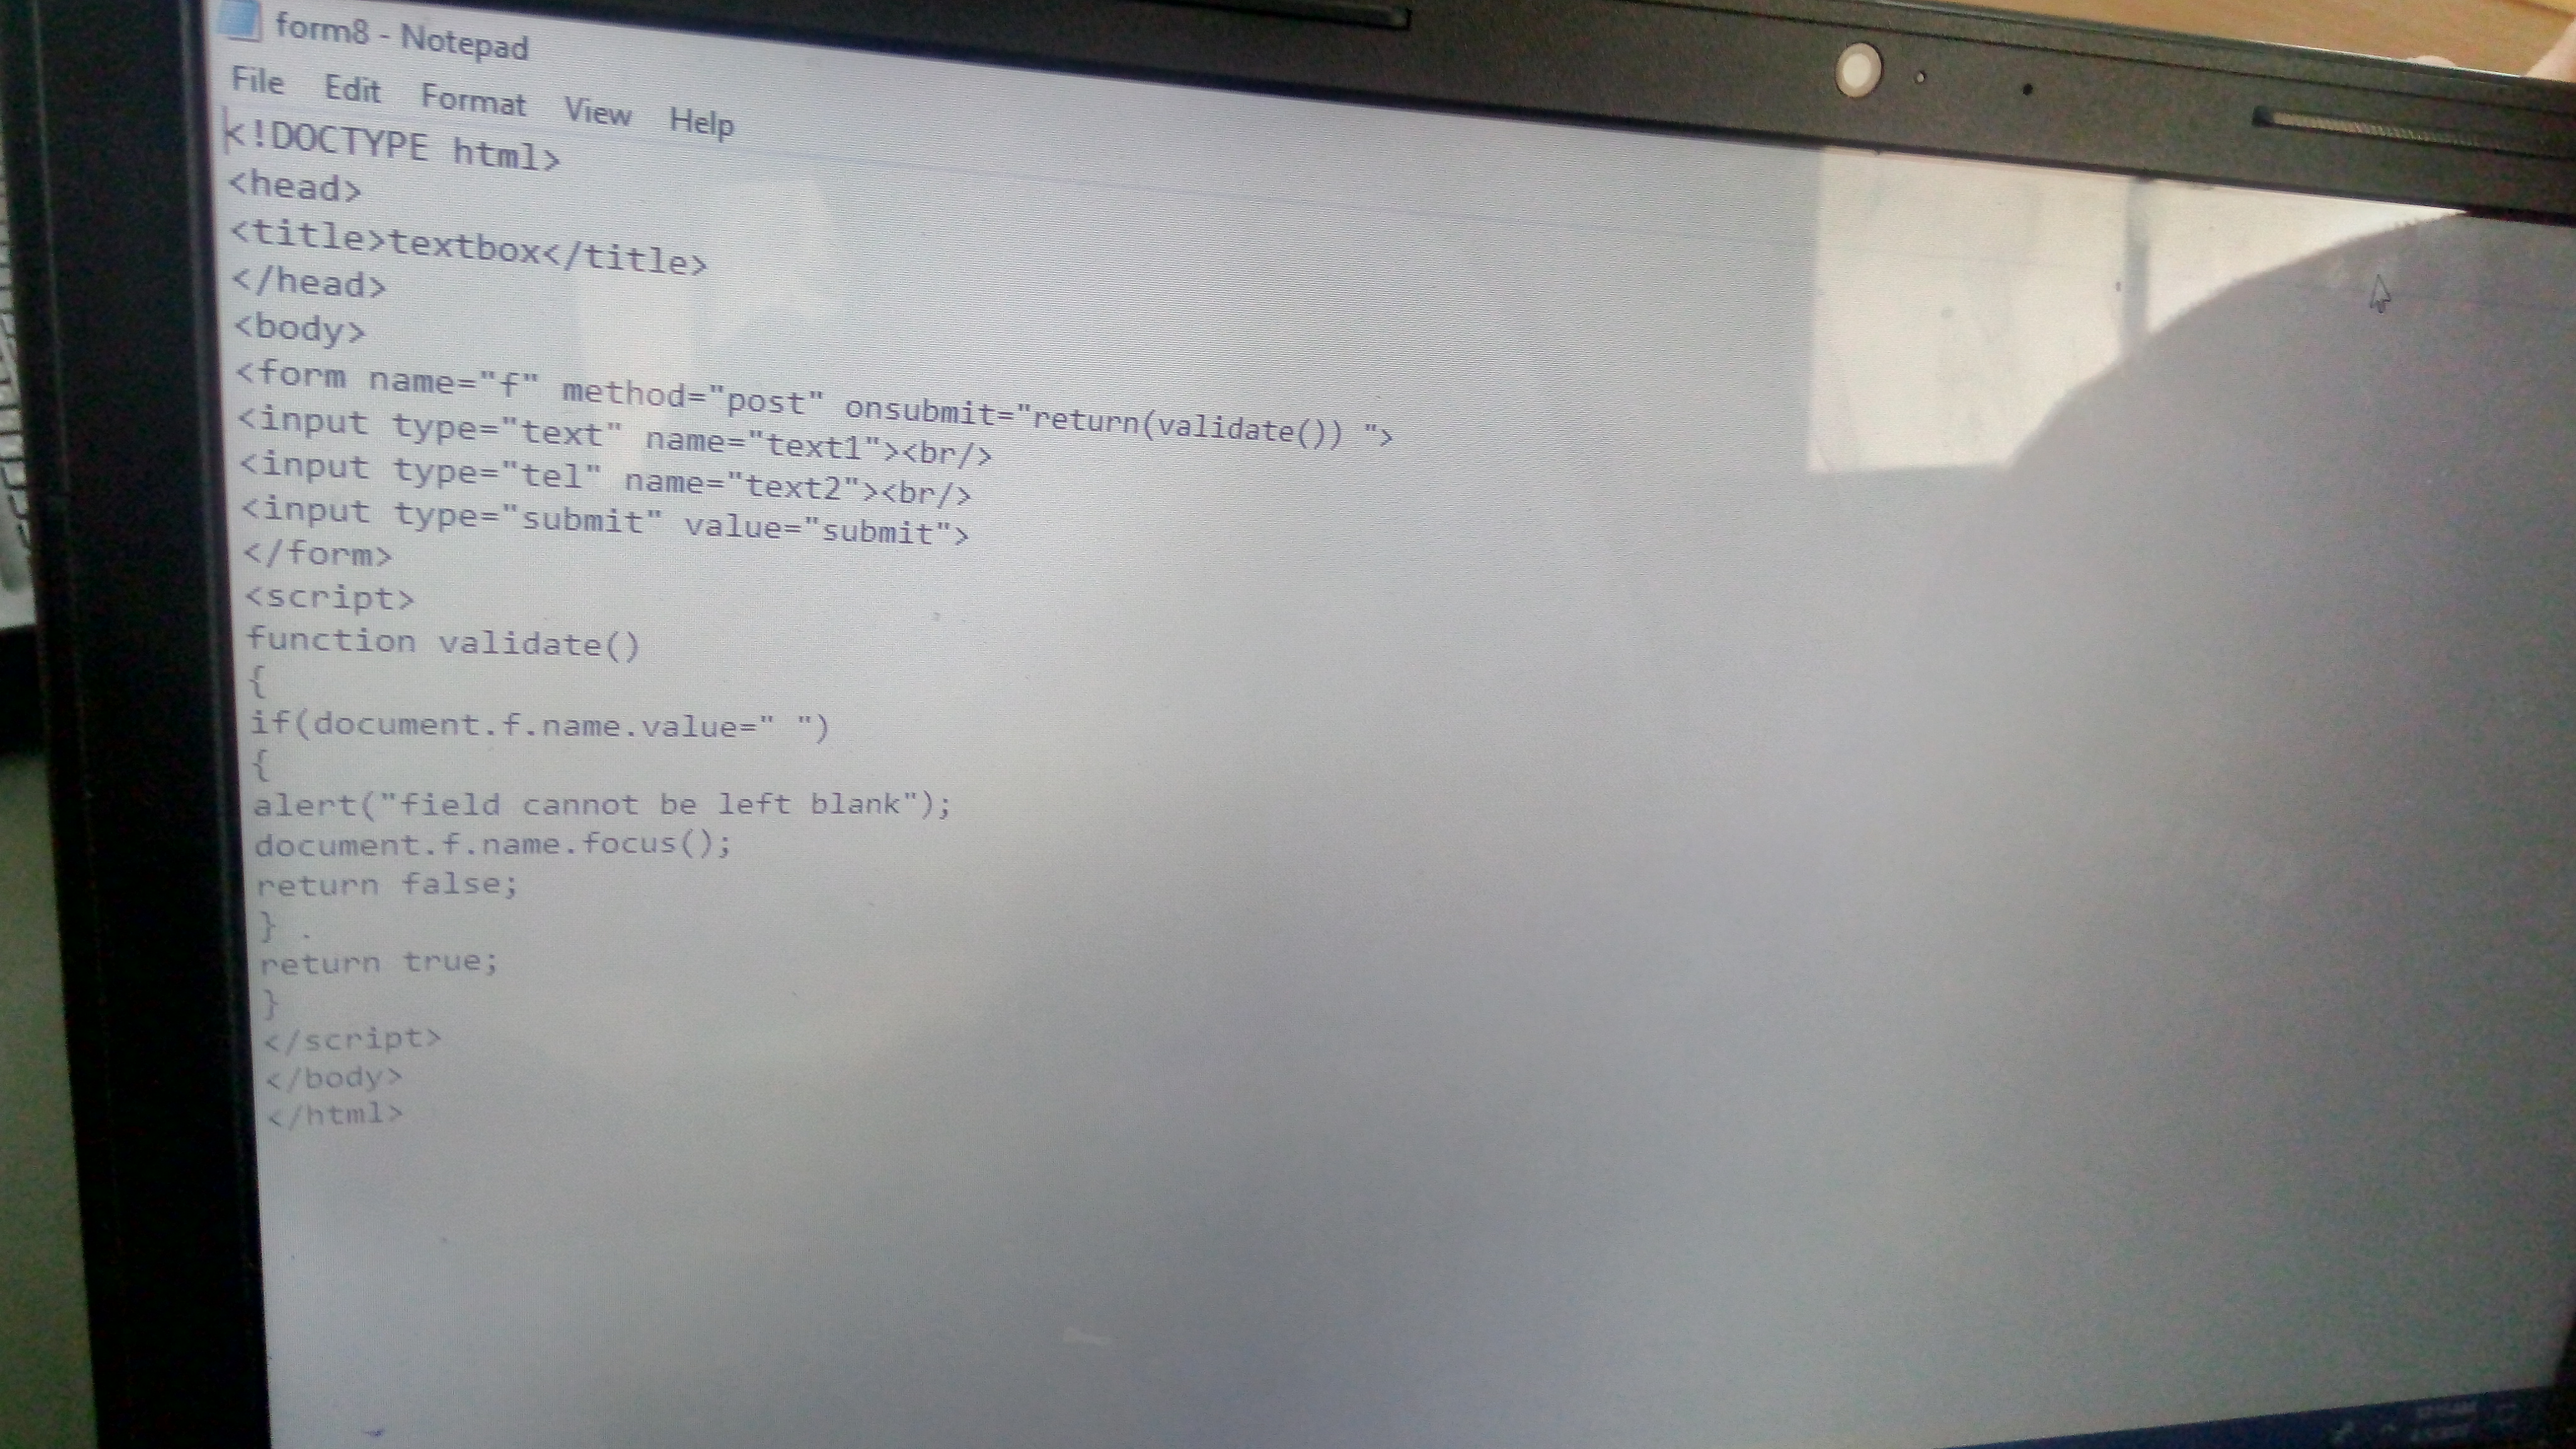 form8 - Notepad
File Edit Format View Help
<!DOCTYPE html>
<head>
<title>textbox</title>
</head>
<body>
<form name="f" method="post" onsubmit="return(validate()) ">
<input type="text" name="text1"><br/>
<input type="tel" name="text2"><br/>
<input type="submit" value="submit">
</form>
<script>
function validate()
{
if(document.f.name.value=" ")
{
alert("field cannot be left blank");
document.f.name.focus();
return false;
}
return true;
}
</script>
</body>
</html>